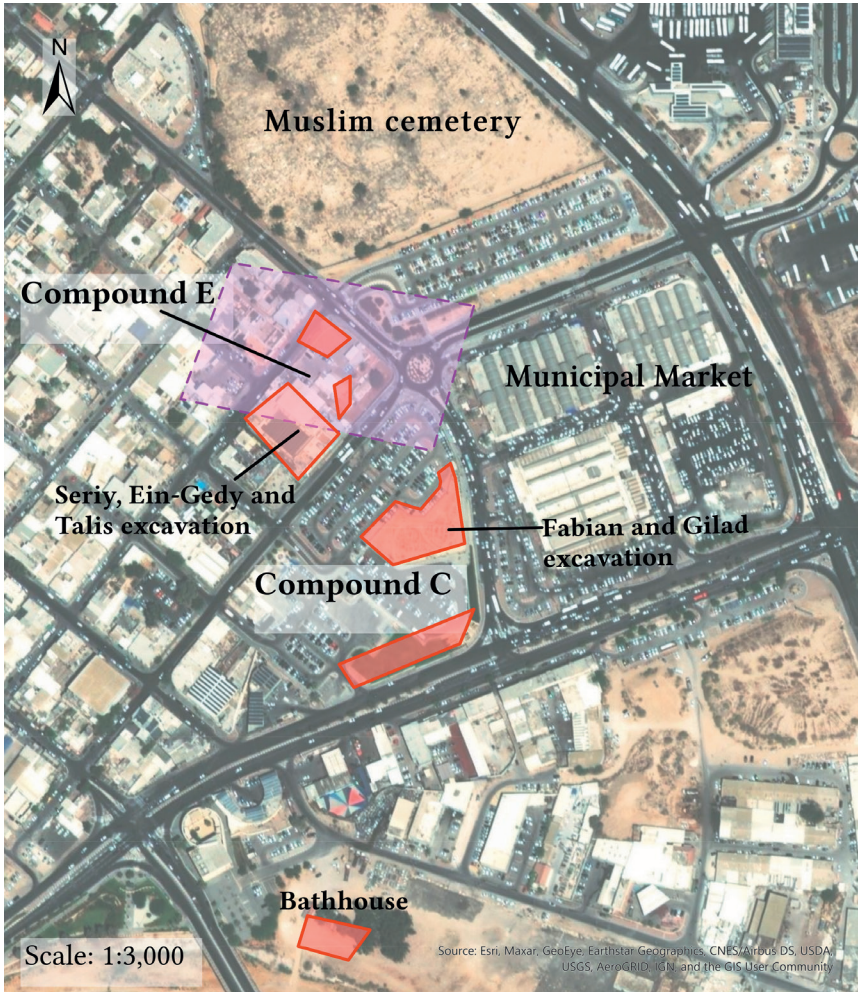 N
Muslim cemetery
Compound E
Municipal Market
Seriy, Ein-Gedy and
Talis excavation
Fabian and Gilad
excavation
Compound C
Bathhouse
Scale: 1:3,000
Source: Esri, Maxar, GeoEye, Earthstar Geographics, CNES/Airbus DS, USDA,
USGS, AeroGRID, IGN, and the GIS User Community